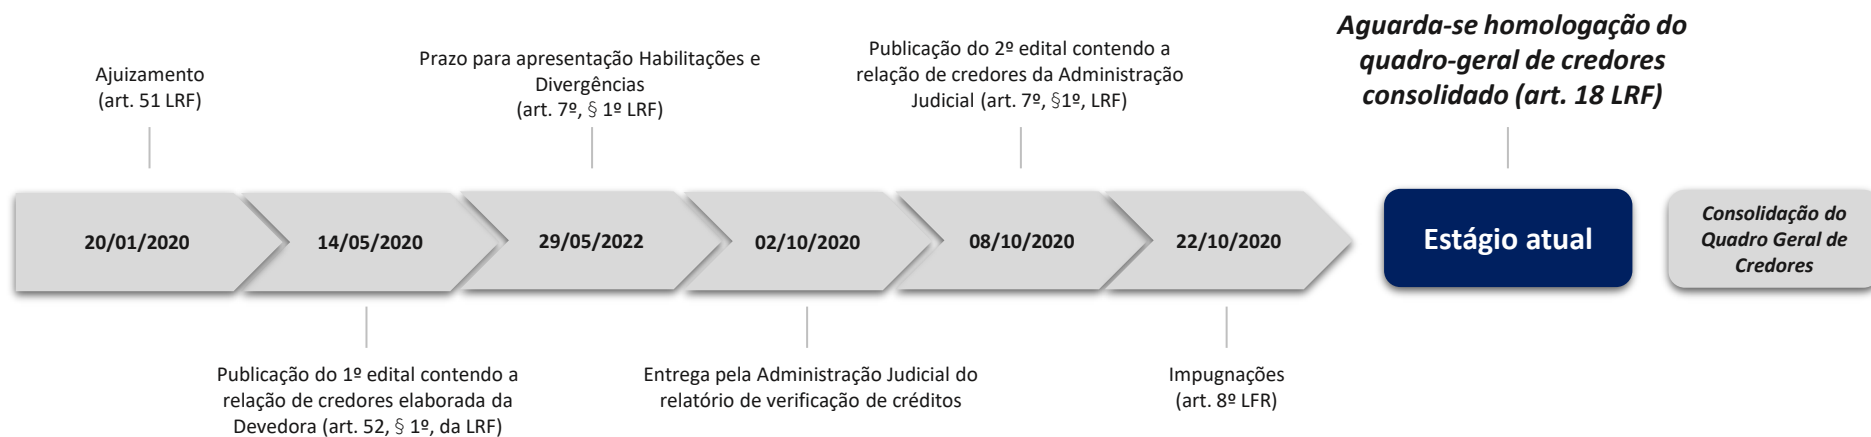 Ajuizamento
(art. 51 LRF)
Prazo para apresentação Habilitações e
Divergências
(art. 7º, § 1º LRF)
Publicação do 2º edital contendo a
relação de credores da Administração
Judicial (art. 7º, §1º, LRF)
Aguarda-se homologação do
quadro-geral de credores
consolidado (art. 18 LRF)
20/01/2020
14/05/2020
29/05/2022
02/10/2020
08/10/2020
22/10/2020
Estágio atual
Consolidação do
Quadro Geral de
Credores
Publicação do 1º edital contendo a
relação de credores elaborada da
Devedora (art. 52, § 1º, da LRF)
Entrega pela Administração Judicial do
relatório de verificação de créditos
Impugnações
(art. 8º LFR)